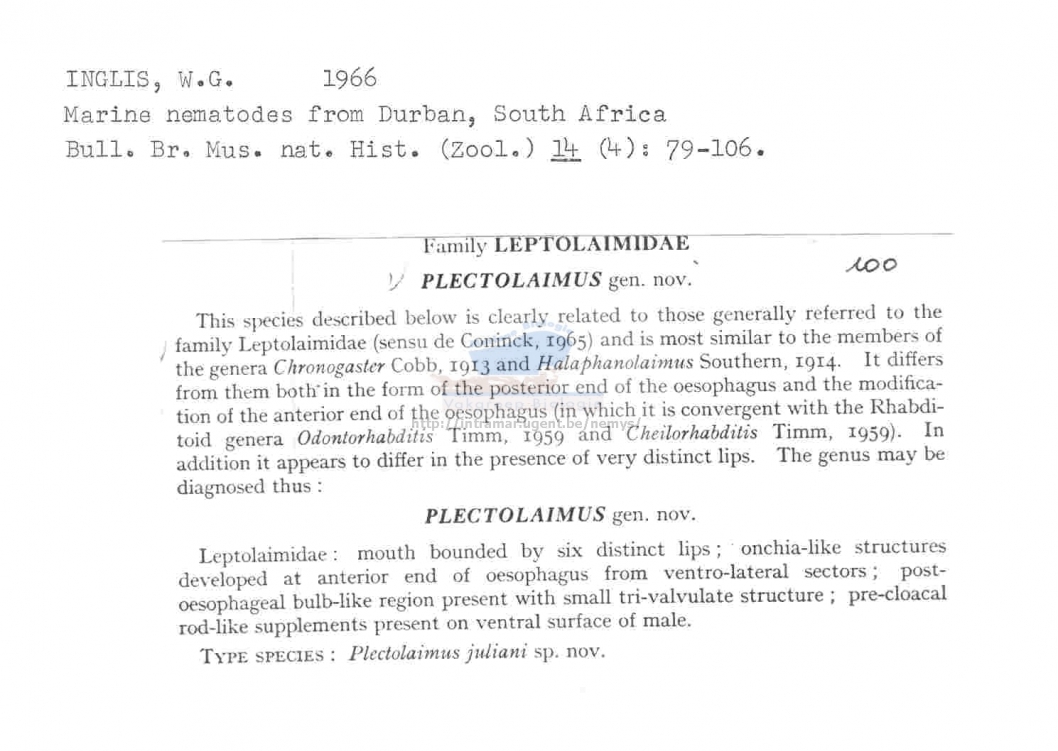 INGLIS, W.G. 1966
Marine nematodes from Durban, South Africa
Bull. Br. Mus. nat. Hist. (Zool.) 14 (4): 79-106.
Family LEPTOLAIMIDAE
100
PLECTOLAIMUS gen. nov.
This species described below is clearly related to those generally referred to the
family Leptolaimidae (sensu de Coninck, 1965) and is most similar to the members of
the genera Chronogaster Cobb, 1913 and Halaphanolaimus Southern, 1914. It differs
from them both in the form of the posterior end of the oesophagus and the modifica-
tion of the anterior end of the oesophagus (in which it is convergent with the Rhabdi-
http://intramar.ugent.be/nemys/
toid genera Odontorhabditis Timm, 1959 and Cheilorhabditis Timm, 1959). In
addition it appears to differ in the presence of very distinct lips. The genus may be
diagnosed thus :
PLECTOLAIMUS gen. nov.
Leptolaimidae : mouth bounded by six distinct lips ; onchia-like structures
developed at anterior end of oesophagus from ventro-lateral sectors ; post-
oesophageal bulb-like region present with small tri-valvulate structure ; pre-cloacal
rod-like supplements present on ventral surface of male.
TYPE SPECIES : Plectolaimus juliani sp. nov.